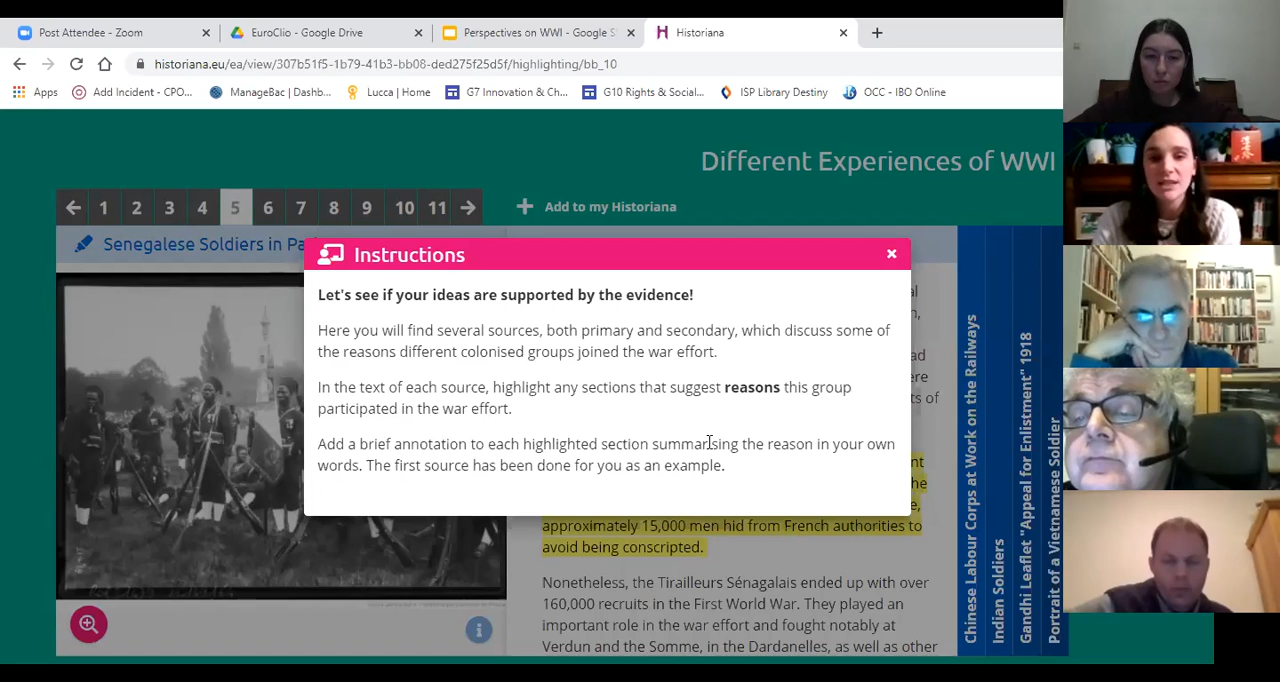 Post Attendee - Zoom
EuroClio - Google Drive
Perspectives on WWI - Google S
Historiana
historiana.eu/ea/view/307b51f5-1b79-41b3-bb08-ded275f25d5f/highlighting/bb_10
Apps
Add Incident - CPO...
ManageBac | Dashb...
Lucca | Home
G7 Innovation & Ch...
G10 Rights & Social...
ISP Library Destiny
OCC - IBO Online
Different Experiences of WWI
1 2 3 4 5 6 7 8 9 10 11
Add to my Historiana
Senegalese Soldiers in Pa
Instructions
Let's see if your ideas are supported by the evidence!
Here you will find several sources, both primary and secondary, which discuss some of
the reasons different colonised groups joined the war effort.
In the text of each source, highlight any sections that suggest reasons this group
participated in the war effort.
Add a brief annotation to each highlighted section summarising the reason in your own
words. The first source has been done for you as an example.
approximately 15,000 men hid from French authorities to
avoid being conscripted.
Nonetheless, the Tirailleurs Sénagalais ended up with over
160,000 recruits in the First World War. They played an
important role in the war effort and fought notably at
Verdun and the Somme, in the Dardanelles, as well as other
Chinese Labour Corps at Work on the Railways
Indian Soldiers
Gandhi Leaflet "Appeal for Enlistment" 1918
Portrait of a Vietnamese Soldier